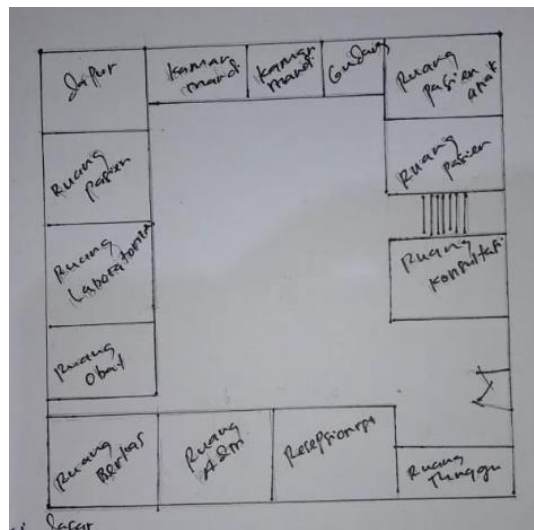 Dapur
Kamar
mandi
Kamar
mandi
Gudang
Ruang
pasien
anak
Ruang
pasien
Ruang
pasien
Ruang
Laboratorium
Ruang
Konsultasi
Ruang
Obat
Ruang
Berkas
Ruang
Adm
Resepsionis
Ruang
Tunggu